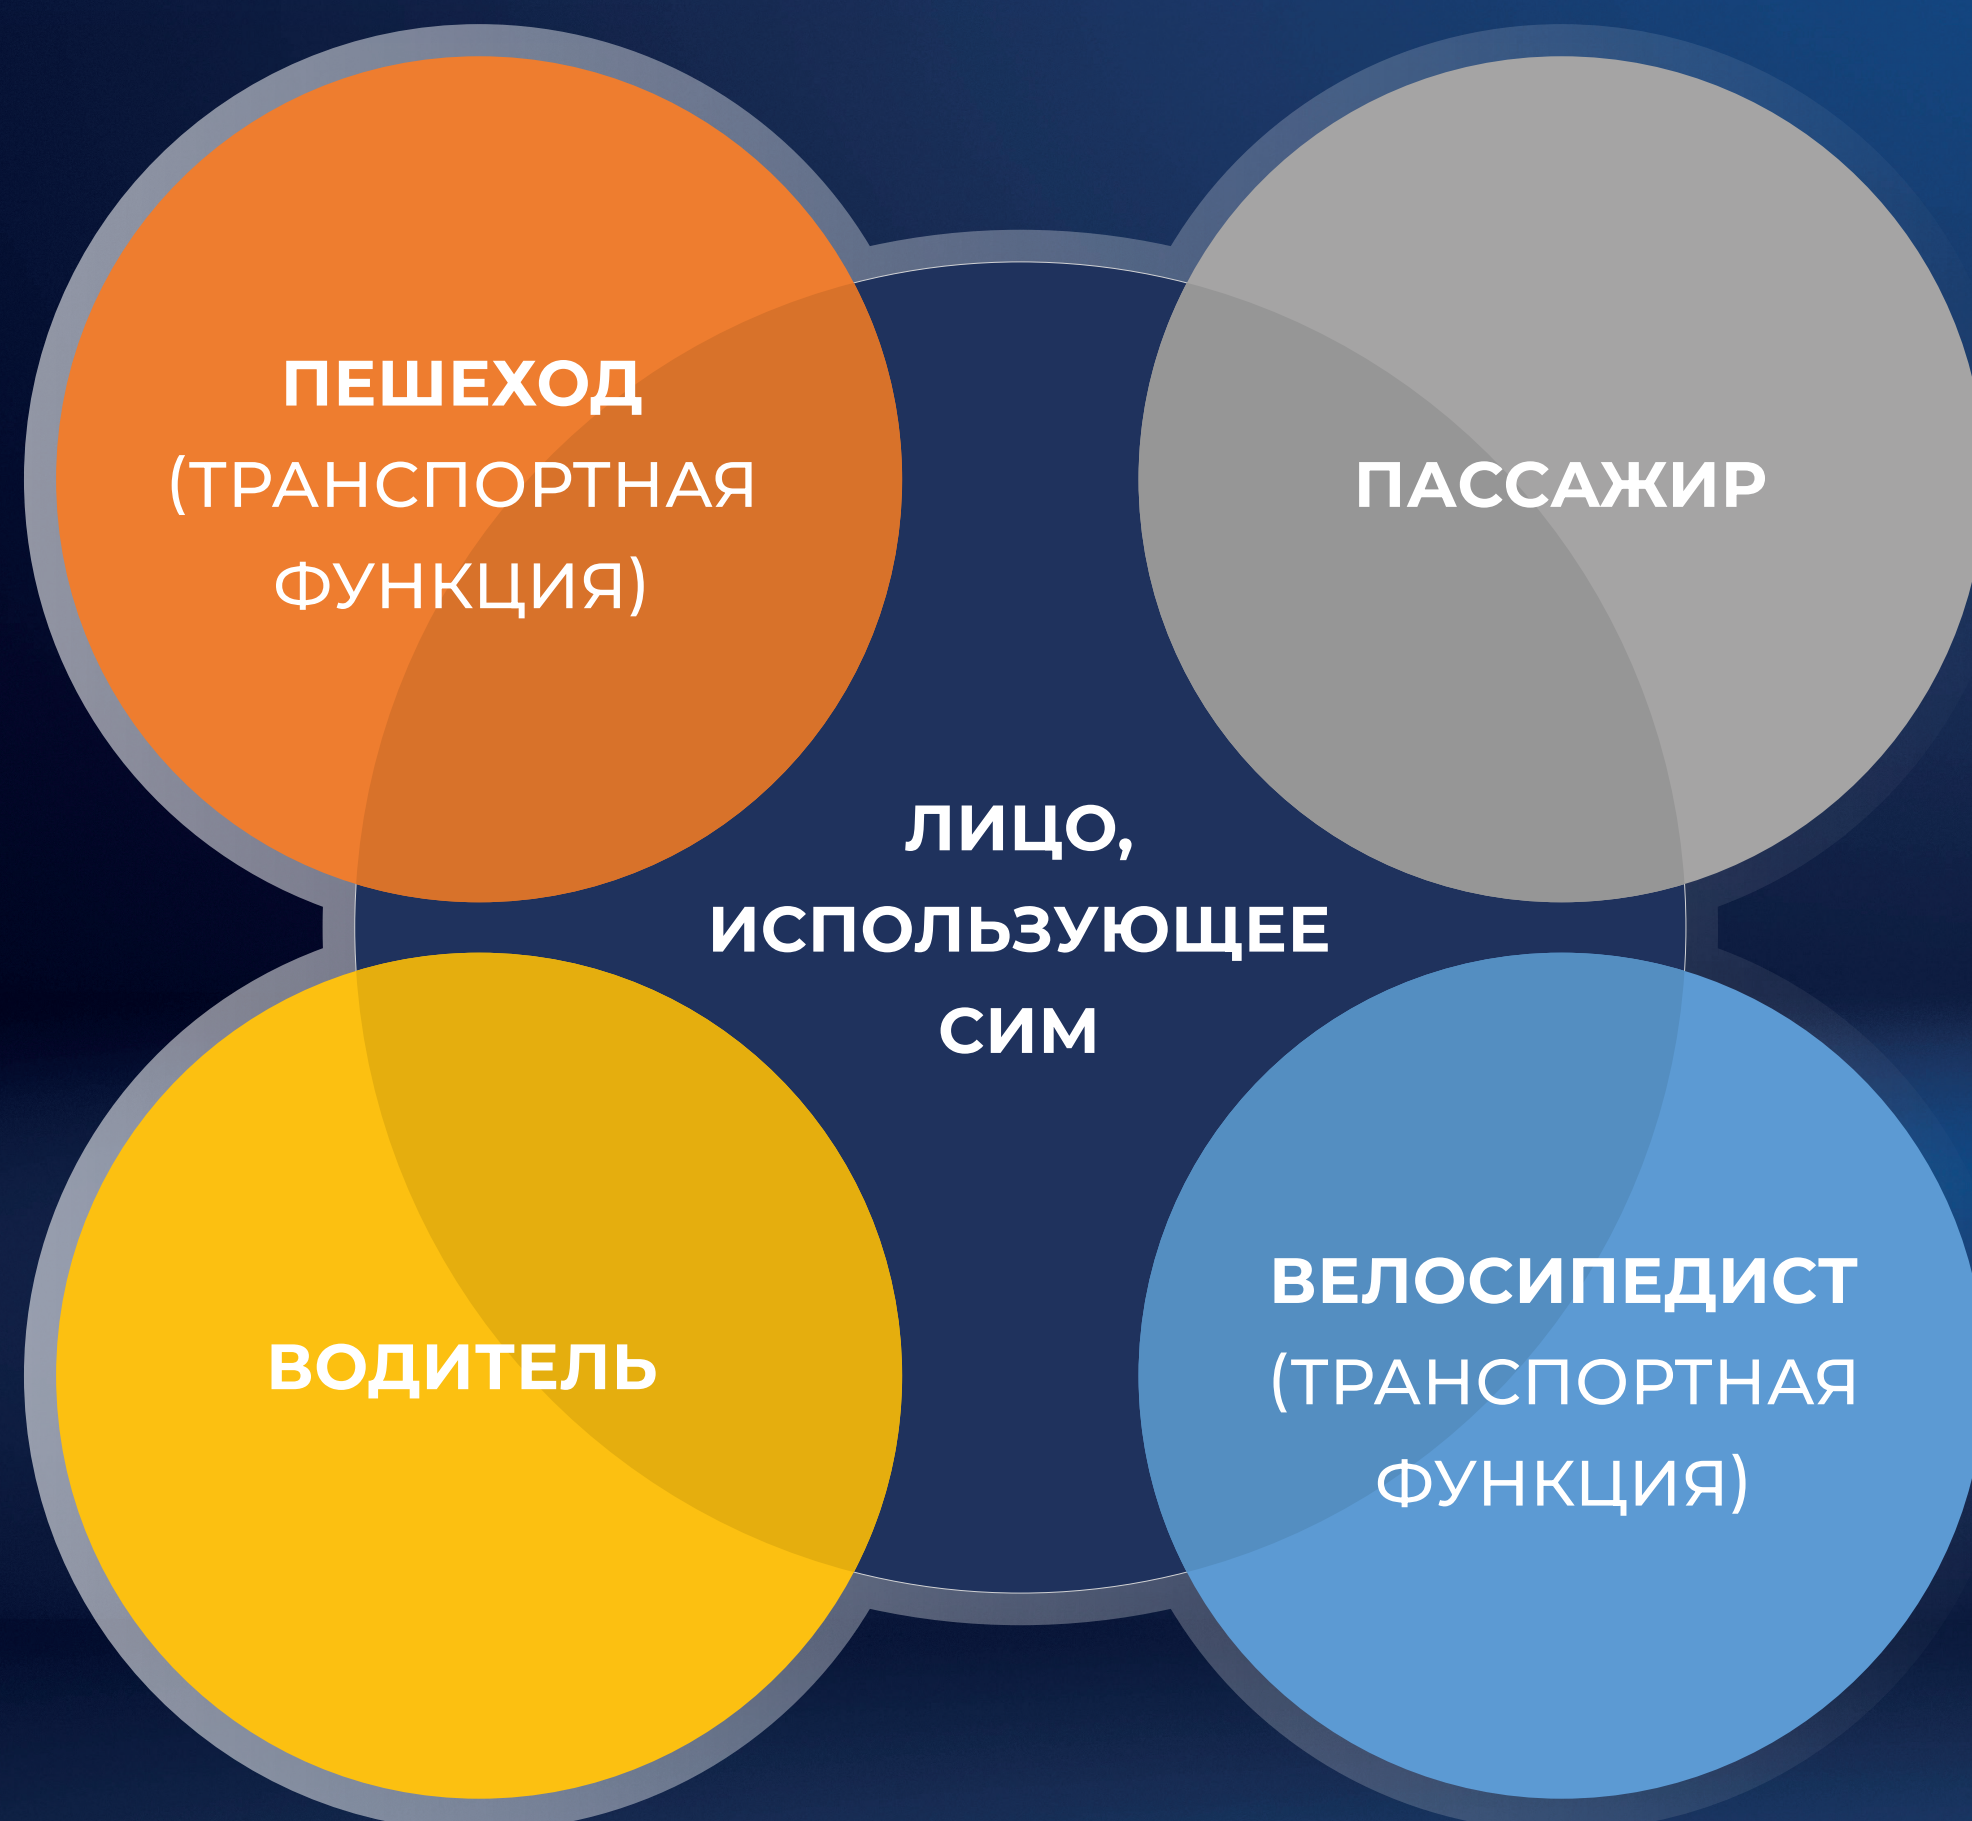 ПЕШЕХОД
(ТРАНСПОРТНАЯ
ФУНКЦИЯ)
ПАССАЖИР
ЛИЦО,
ИСПОЛЬЗУЮЩЕЕ
СИМ
ВОДИТЕЛЬ
ВЕЛОСИПЕДИСТ
(ТРАНСПОРТНАЯ
ФУНКЦИЯ)